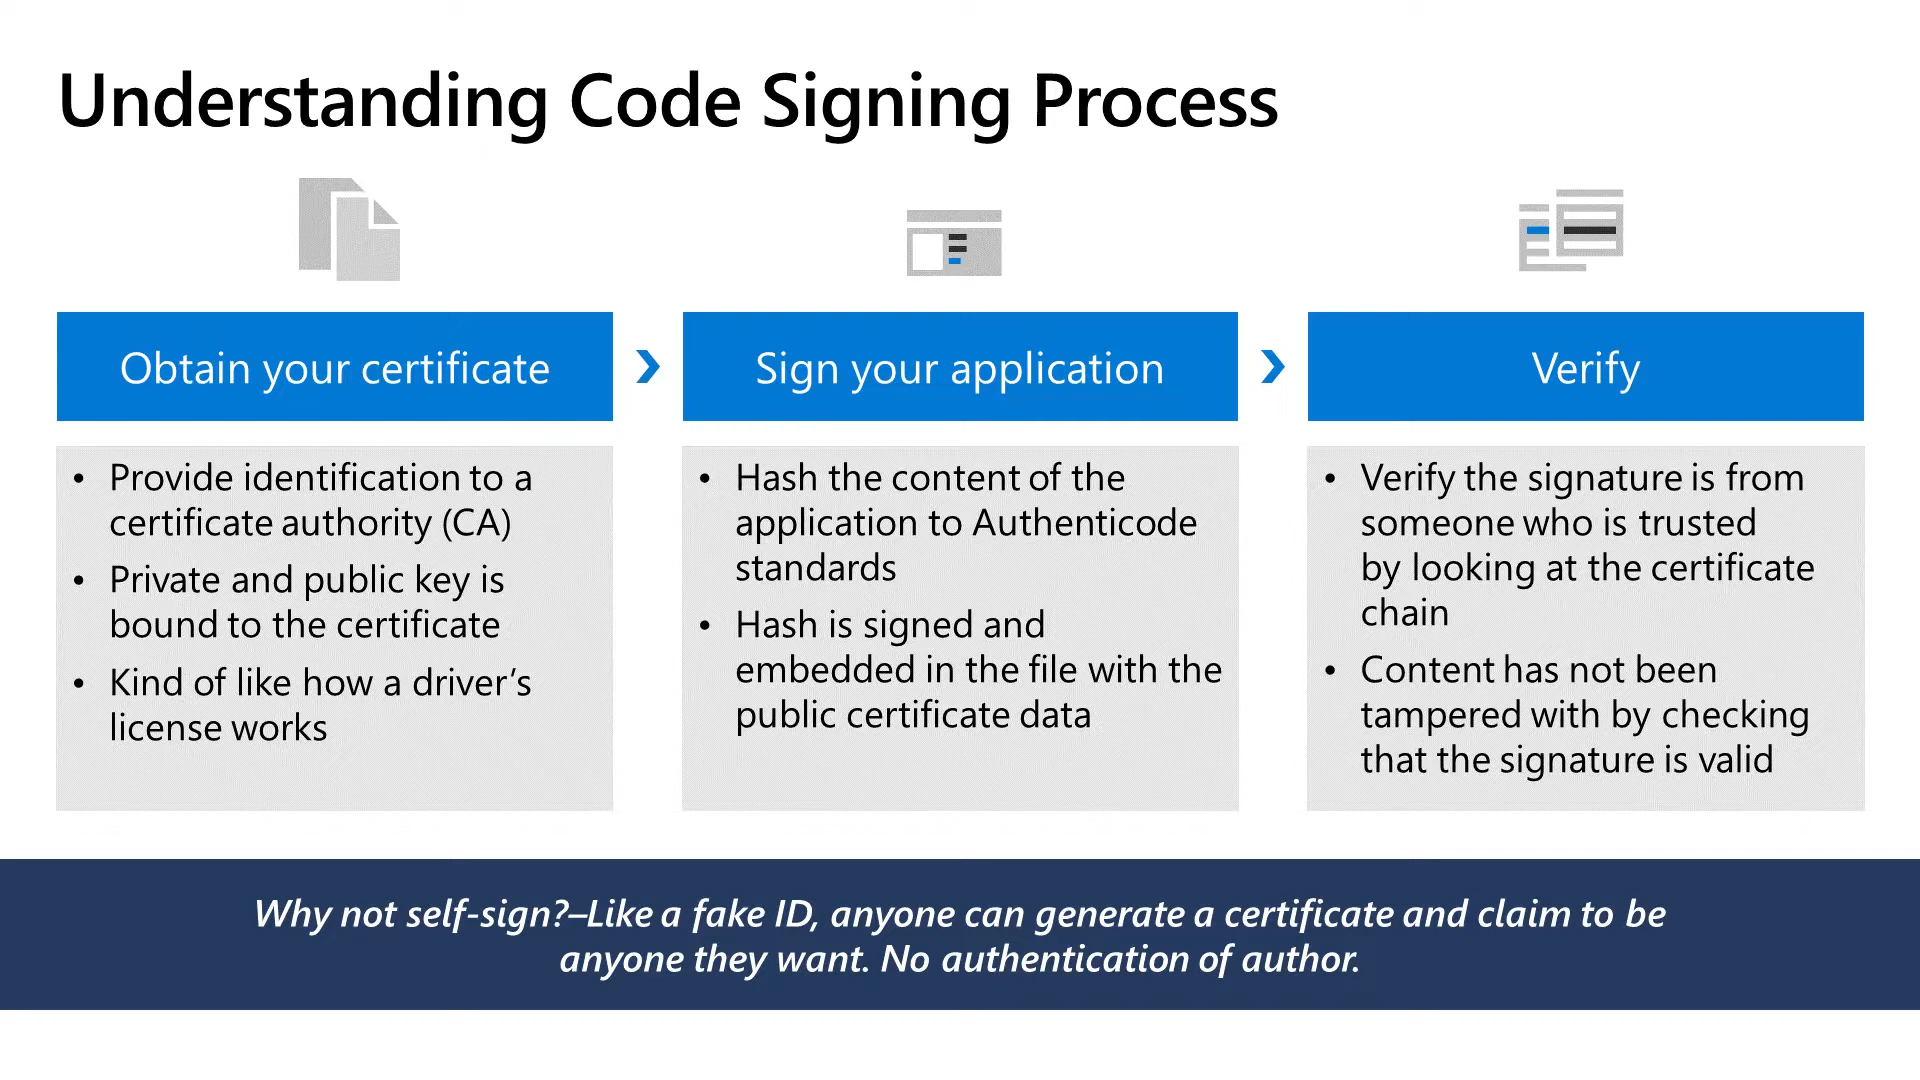 Understanding Code Signing Process
Obtain your certificate
• Provide identification to a
certificate authority (CA)
• Private and public key is
bound to the certificate
• Kind of like how a driver’s
license works
Sign your application
• Hash the content of the
application to Authenticode
standards
• Hash is signed and
embedded in the file with the
public certificate data
Verify
• Verify the signature is from
someone who is trusted
by looking at the certificate
chain
• Content has not been
tampered with by checking
that the signature is valid
Why not self-sign?–Like a fake ID, anyone can generate a certificate and claim to be
anyone they want. No authentication of author.